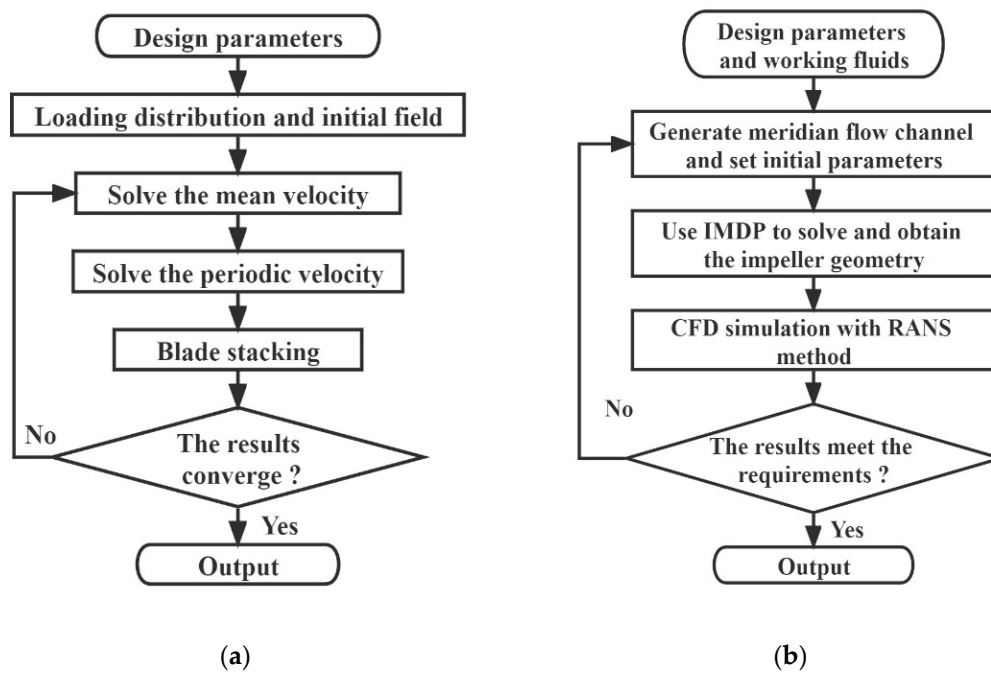 Design parameters
Loading distribution and initial field
Solve the mean velocity
Solve the periodic velocity
Blade stacking
No
The results
converge ?
Yes
Output
(a)
Design parameters
and working fluids
Generate meridian flow channel
and set initial parameters
Use IMDP to solve and obtain
the impeller geometry
CFD simulation with RANS
method
No
The results meet the
requirements ?
Yes
Output
(b)